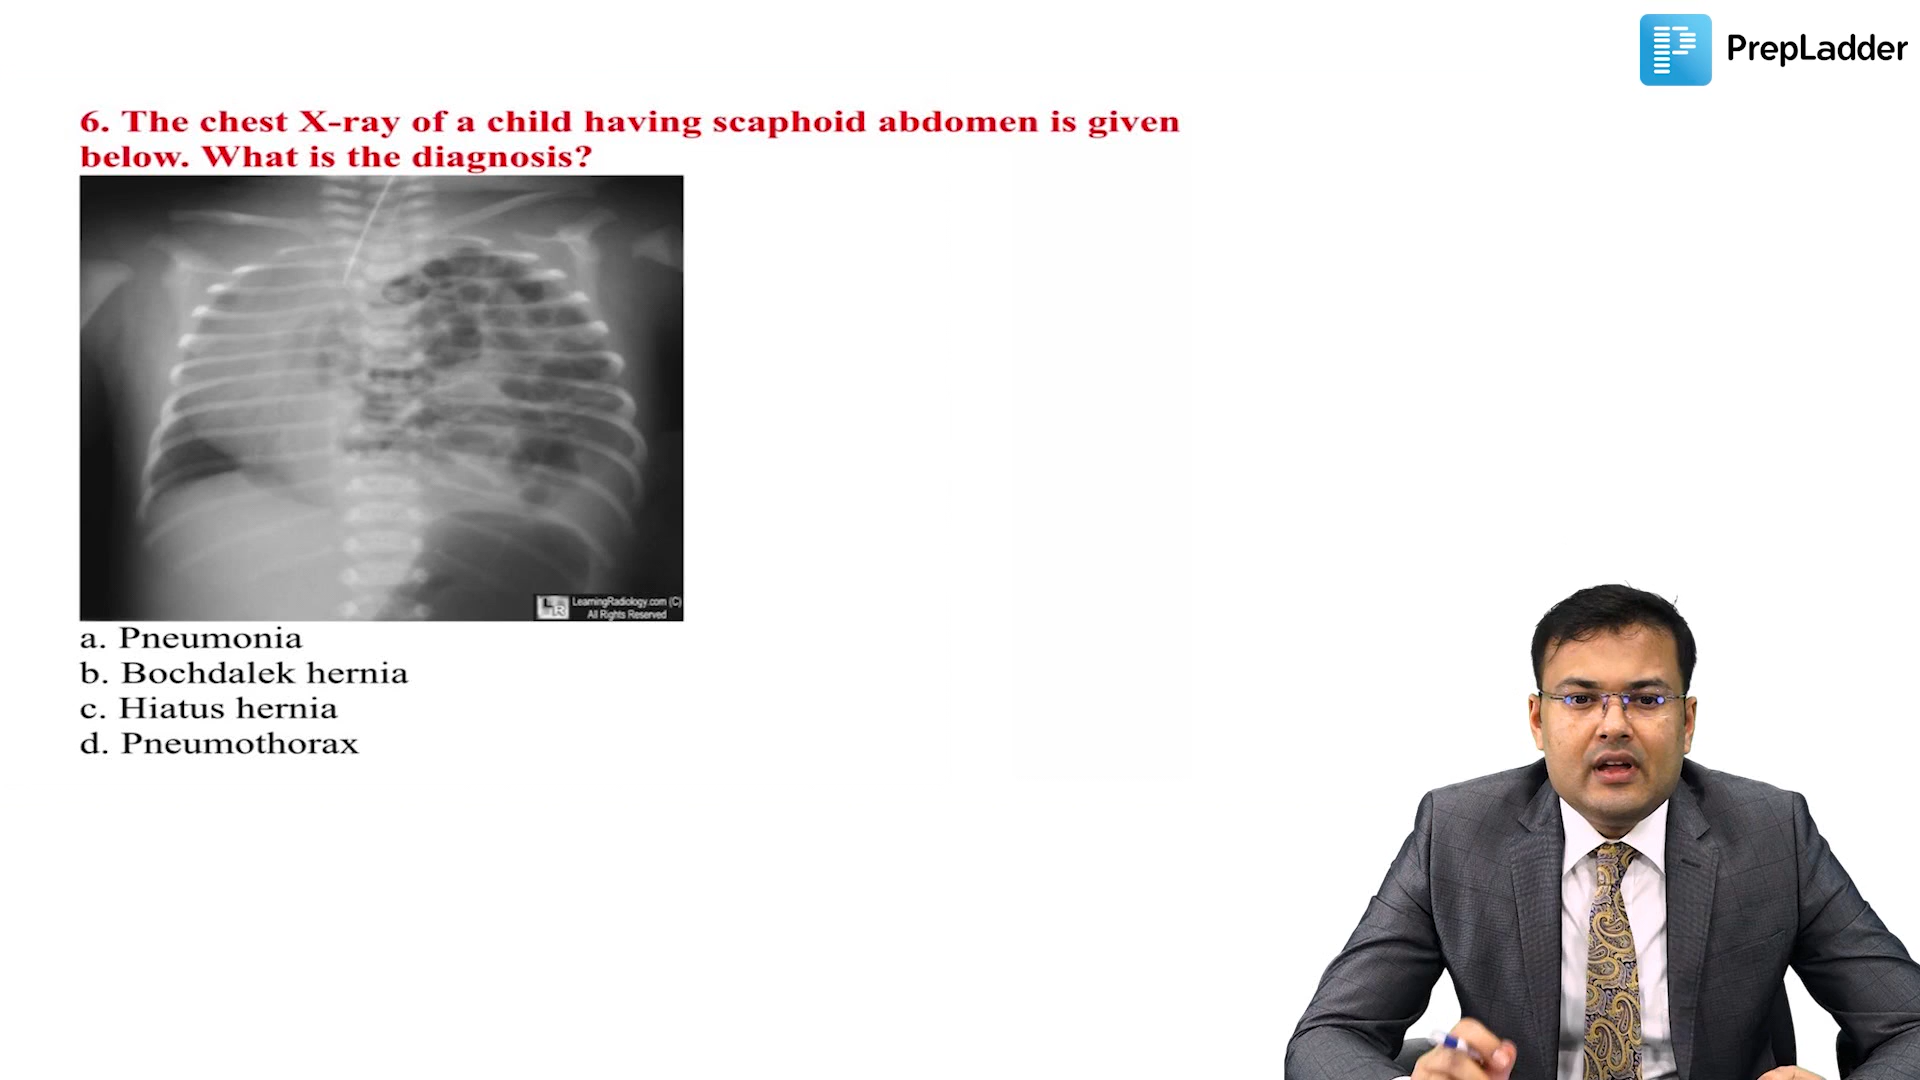 PrepLadder
6. The chest X-ray of a child having scaphoid abdomen is given
below. What is the diagnosis?
LR LearningRadiology.com (C)
All Rights Reserved
a. Pneumonia
b. Bochdalek hernia
c. Hiatus hernia
d. Pneumothorax